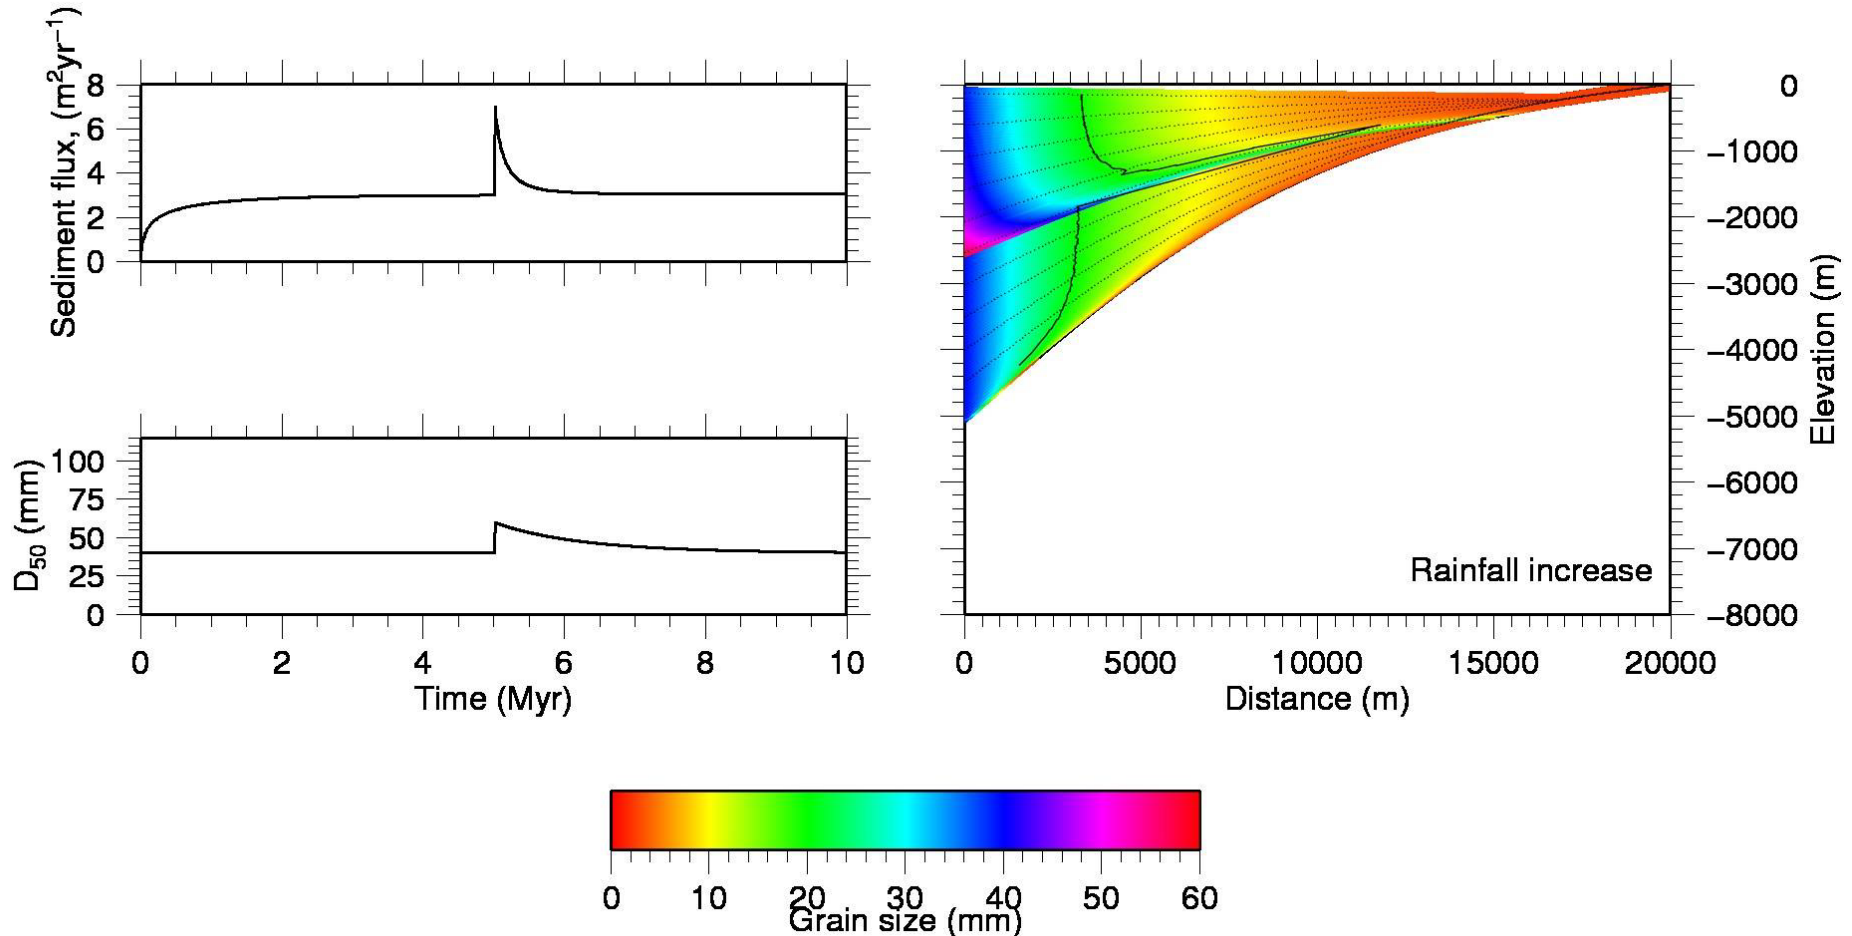 Sediment flux, (m²yr⁻¹)
8
6
4
2
0
D₅₀ (mm)
100
75
50
25
0
0 2 4 6 8 10
Time (Myr)
0
−1000
−2000
−3000
−4000
−5000
−6000
−7000
−8000
Elevation (m)
Rainfall increase
0 5000 10000 15000 20000
Distance (m)
0 10 20 30 40 50 60
Grain size (mm)